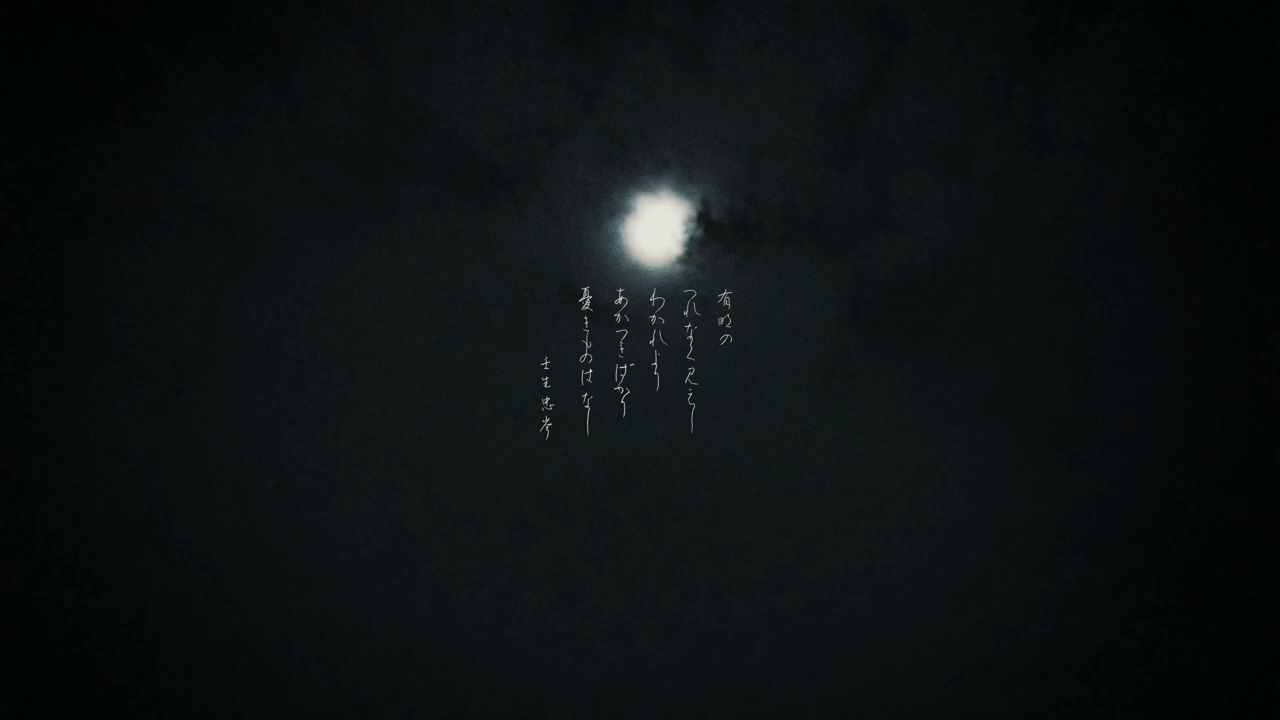 有明の
つれなく見えし
わかれより
あかつきばかり
憂きものはなし
壬生忠岑